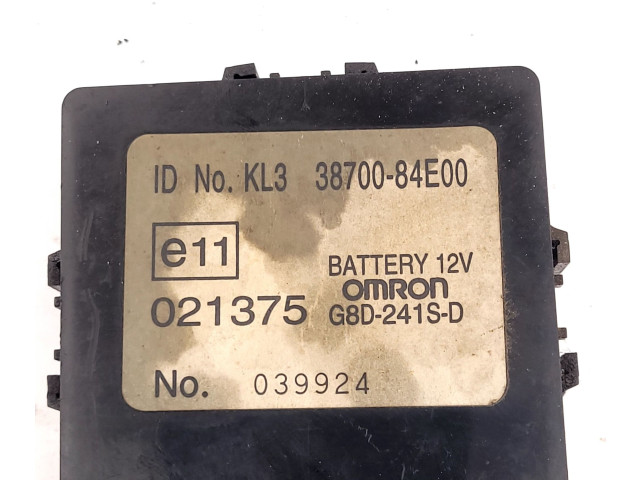 ID No. KL3 38700-84E00
e11
BATTERY 12V
OMRON
021375 G8D-241S-D
No. 039924